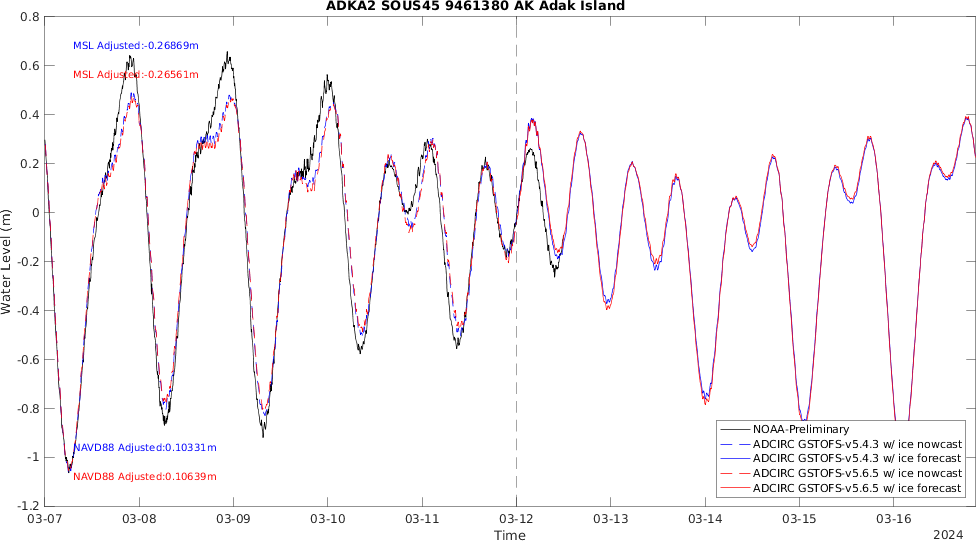 ADKA2 SOUS45 9461380 AK Adak Island
0.8
0.6
0.4
0.2
0
-0.2
-0.4
-0.6
-0.8
-1
-1.2
Water Level (m)
MSL Adjusted:-0.26869m
MSL Adjusted:-0.26561m
NAVD88 Adjusted:0.10331m
NAVD88 Adjusted:0.10639m
NOAA-Preliminary
ADCIRC GSTOFS-v5.4.3 w/ ice nowcast
ADCIRC GSTOFS-v5.4.3 w/ ice forecast
ADCIRC GSTOFS-v5.6.5 w/ ice nowcast
ADCIRC GSTOFS-v5.6.5 w/ ice forecast
03-07 03-08 03-09 03-10 03-11 03-12 03-13 03-14 03-15 03-16
Time
2024